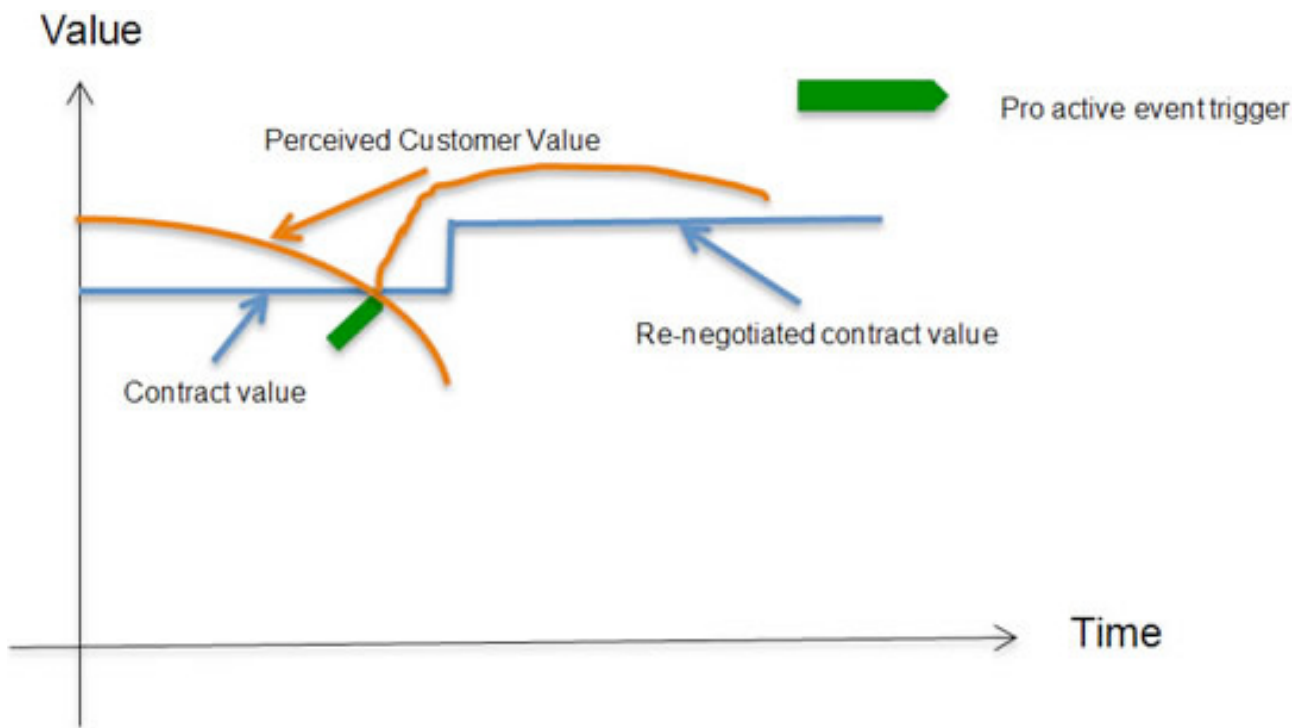 Value
Pro active event trigger
Perceived Customer Value
Re-negotiated contract value
Contract value
Time